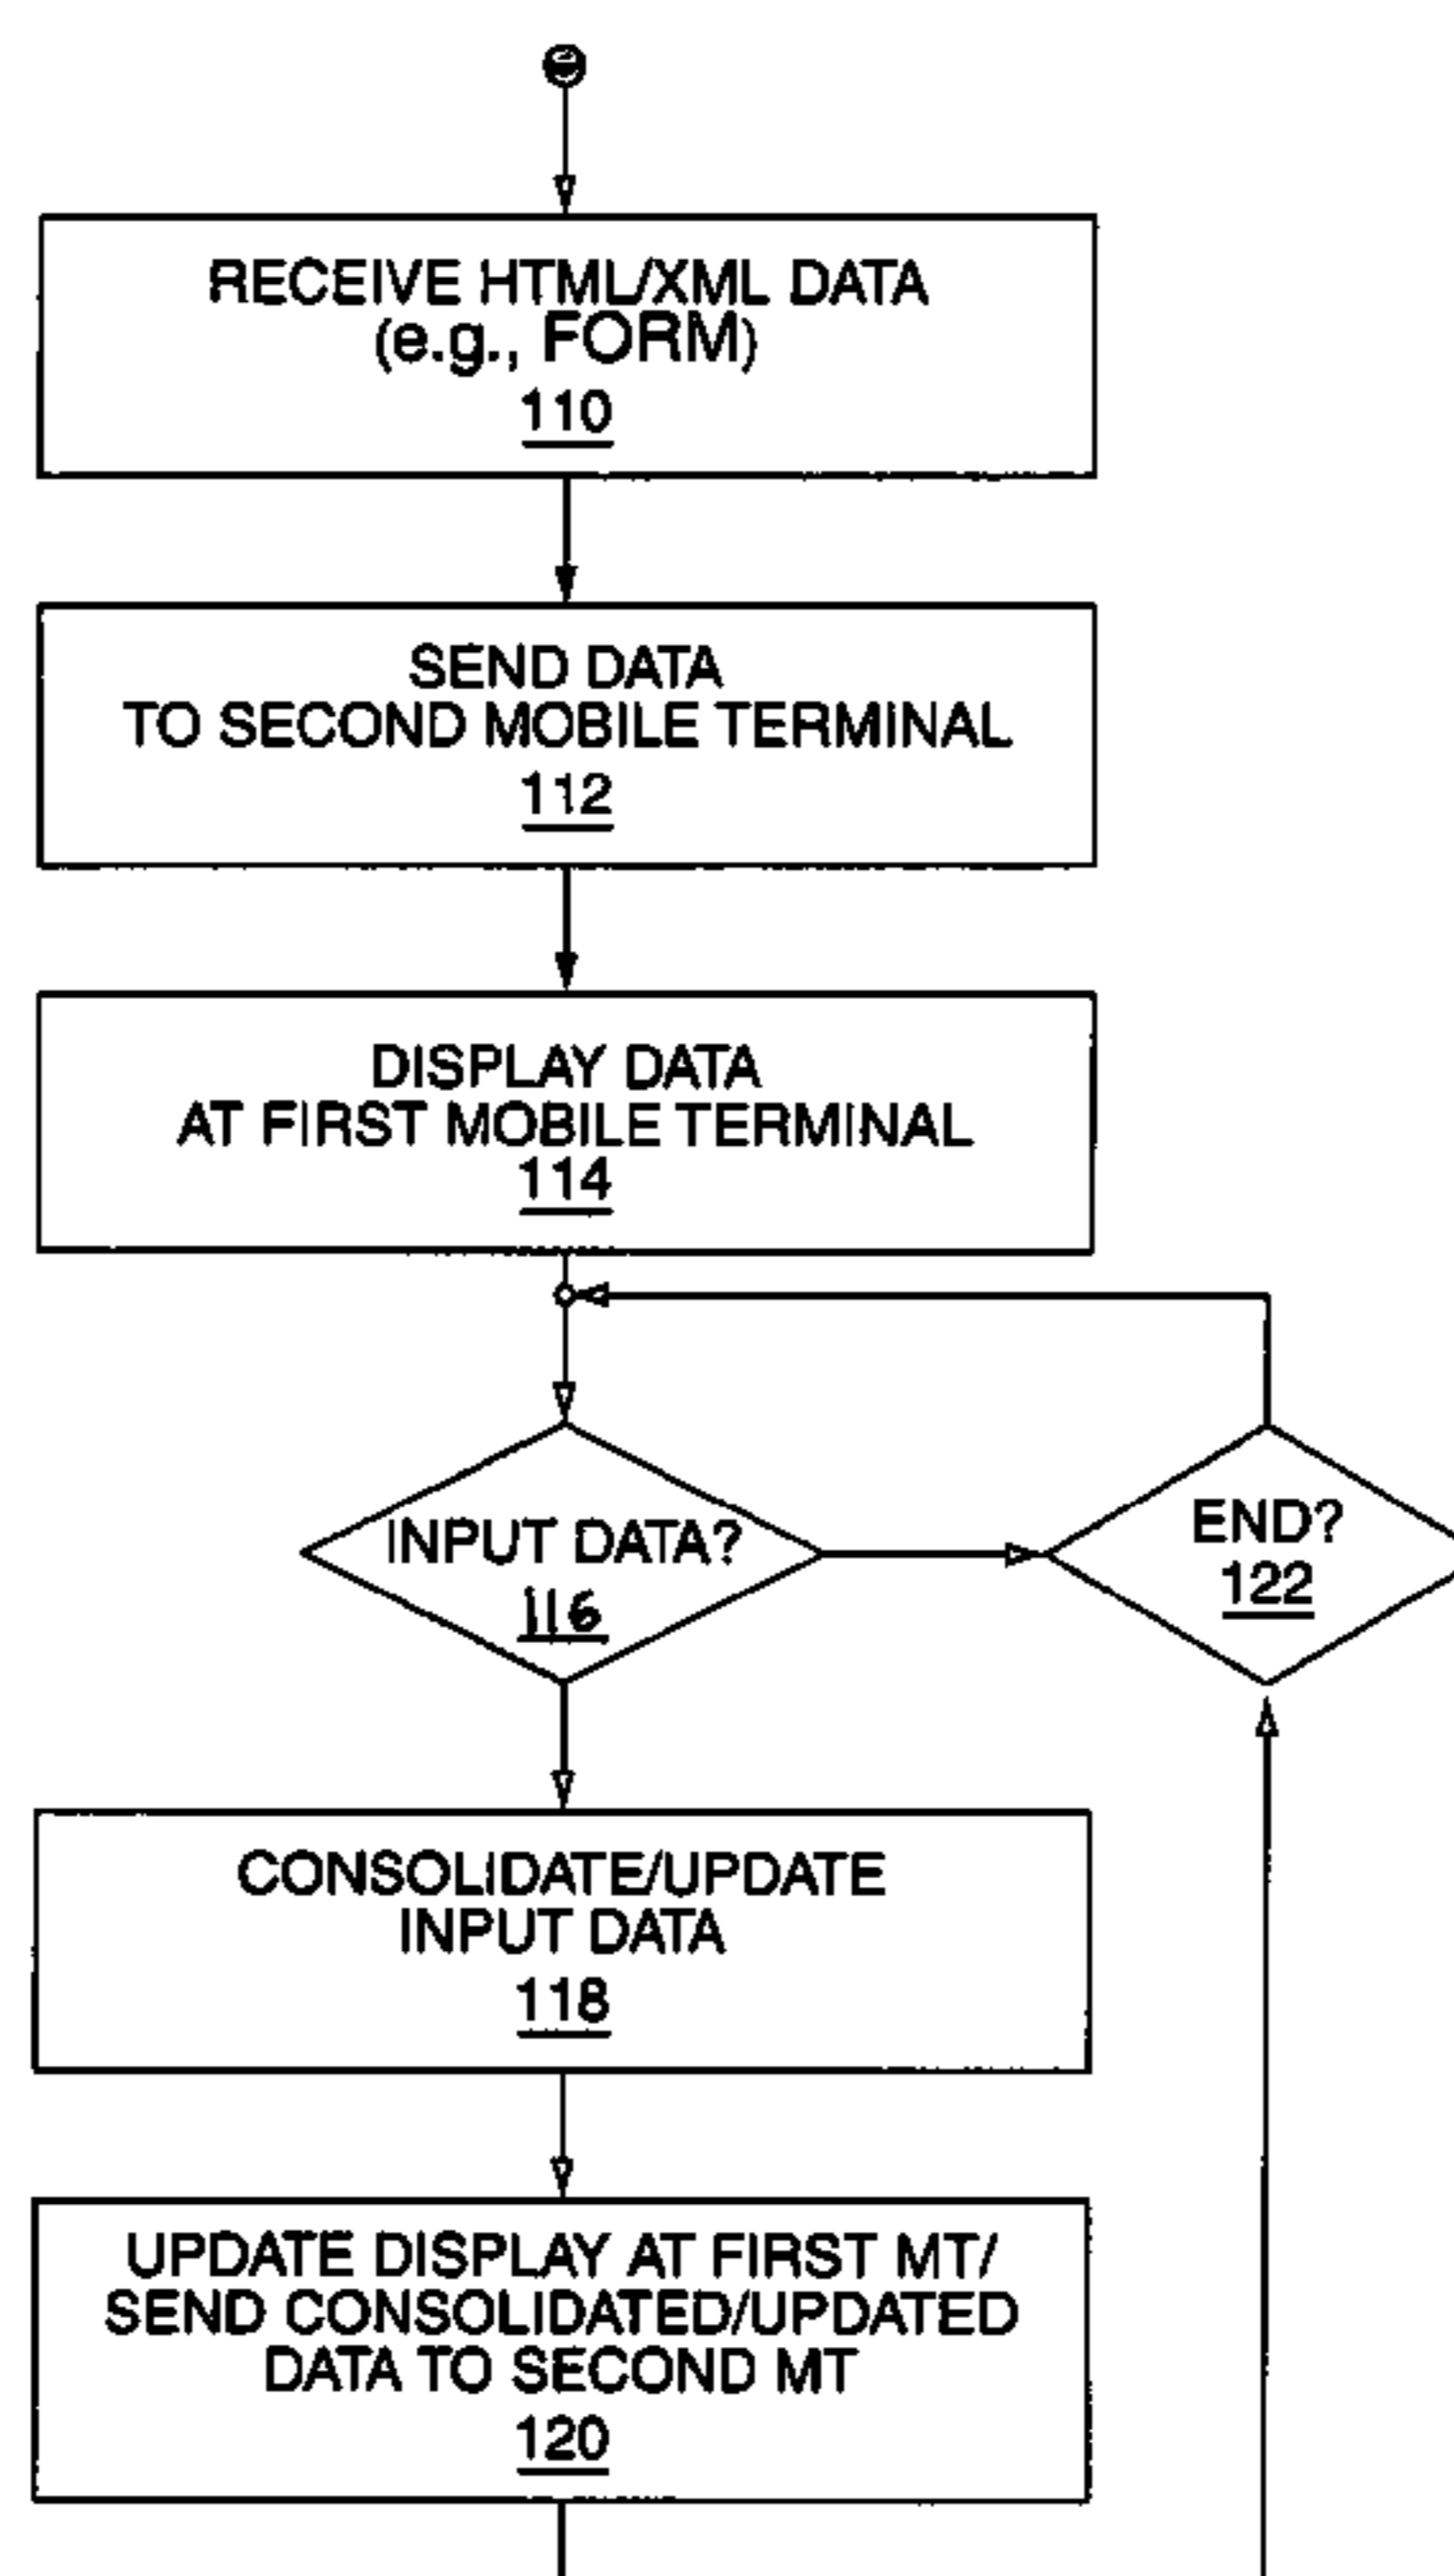 RECEIVE HTML/XML DATA
(e.g., FORM)
110
SEND DATA
TO SECOND MOBILE TERMINAL
112
DISPLAY DATA
AT FIRST MOBILE TERMINAL
114
INPUT DATA?
116
END?
122
CONSOLIDATE/UPDATE
INPUT DATA
118
UPDATE DISPLAY AT FIRST MT/
SEND CONSOLIDATED/UPDATED
DATA TO SECOND MT
120